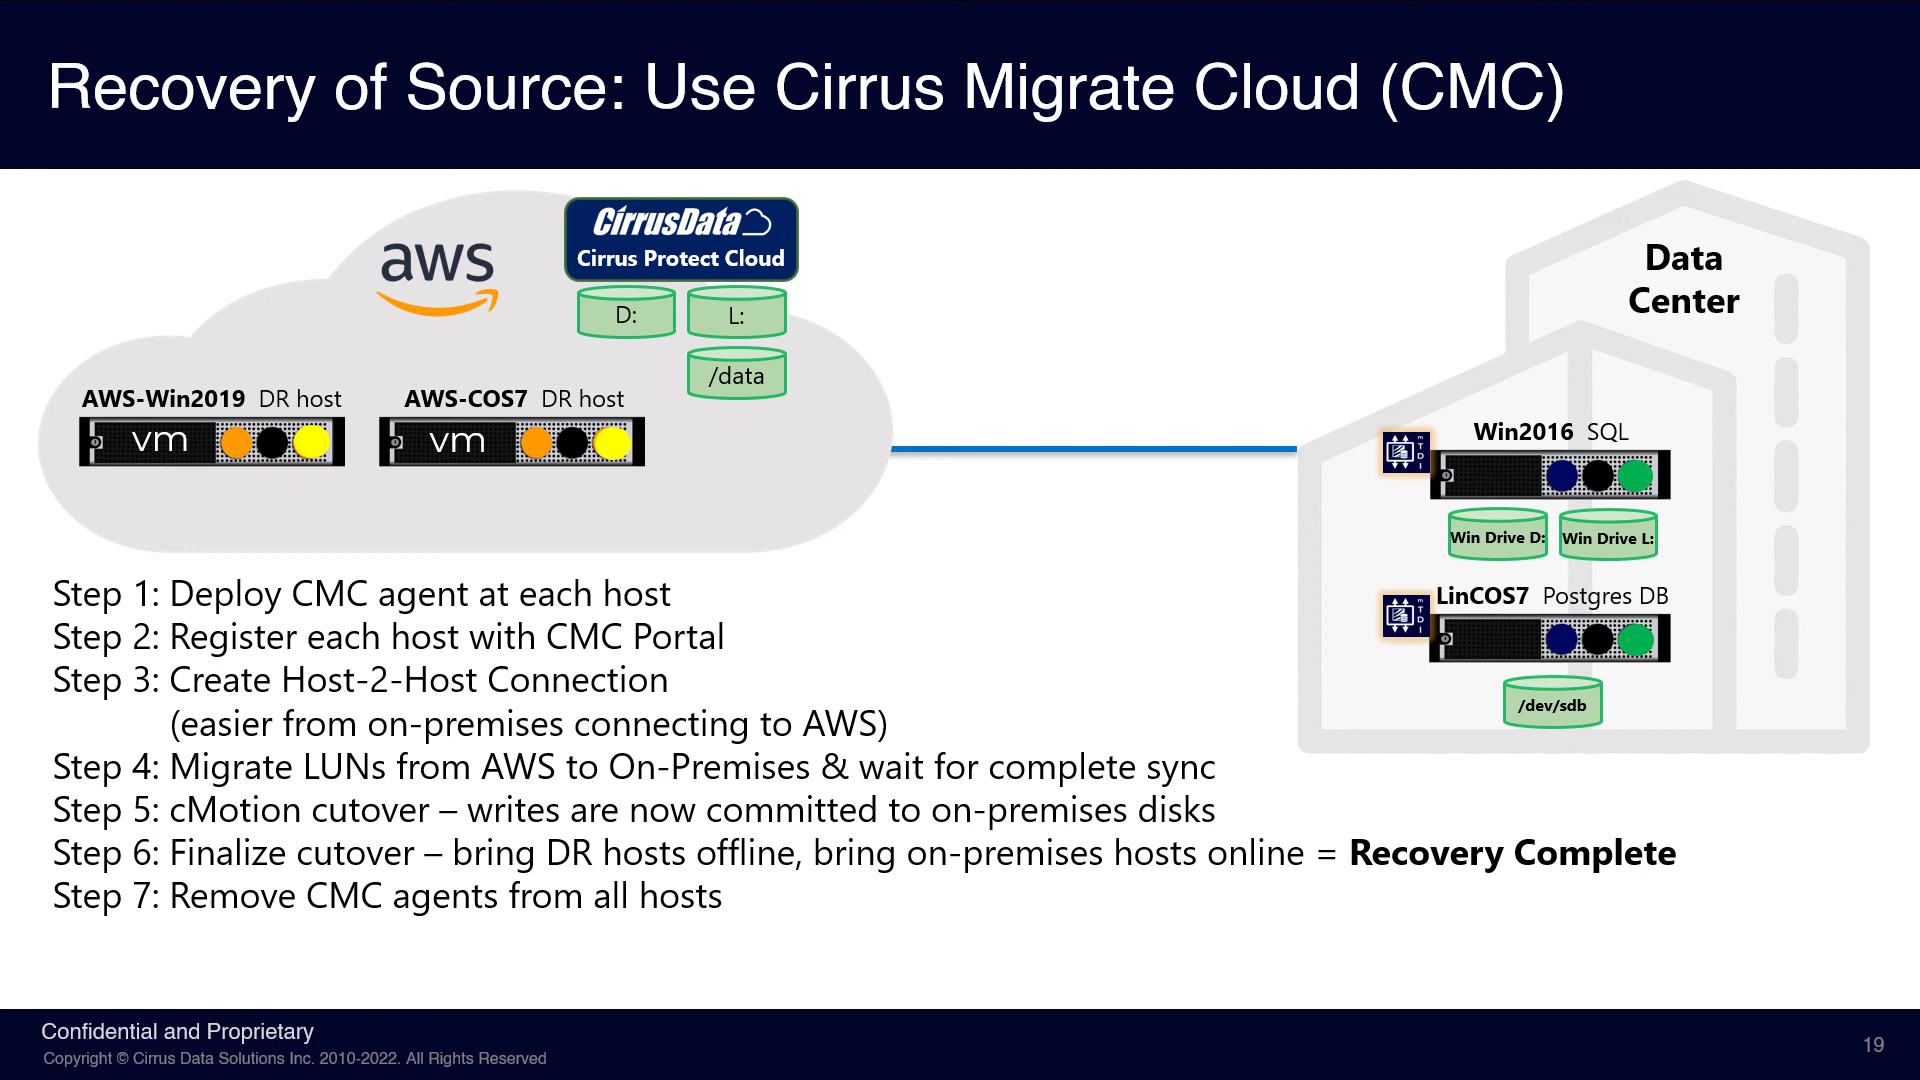 Recovery of Source: Use Cirrus Migrate Cloud (CMC)
aws
CirrusData
Cirrus Protect Cloud
D:
L:
/data
AWS-Win2019 DR host
AWS-COS7 DR host
vm
vm
Data
Center
Win2016 SQL
mTDI
Win Drive D:
Win Drive L:
LinCOS7 Postgres DB
mTDI
/dev/sdb
Step 1: Deploy CMC agent at each host
Step 2: Register each host with CMC Portal
Step 3: Create Host-2-Host Connection
(easier from on-premises connecting to AWS)
Step 4: Migrate LUNs from AWS to On-Premises & wait for complete sync
Step 5: cMotion cutover – writes are now committed to on-premises disks
Step 6: Finalize cutover – bring DR hosts offline, bring on-premises hosts online = Recovery Complete
Step 7: Remove CMC agents from all hosts
Confidential and Proprietary
Copyright © Cirrus Data Solutions Inc. 2010-2022. All Rights Reserved
19